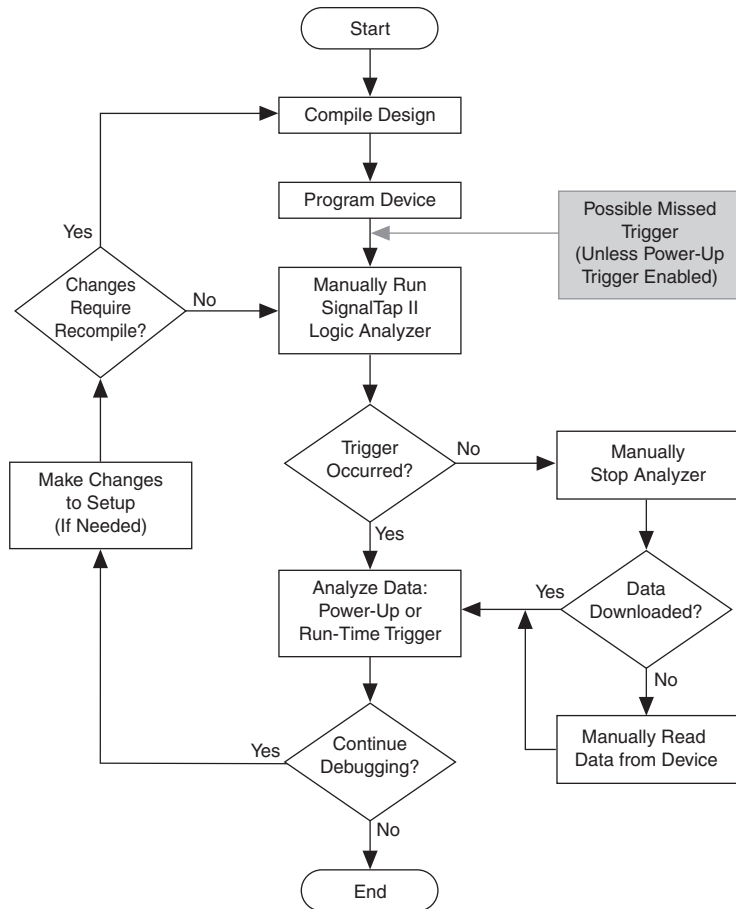 Start
Compile Design
Program Device
Possible Missed
Trigger
(Unless Power-Up
Trigger Enabled)
Yes
Changes
Require
Recompile?
No
Manually Run
SignalTap II
Logic Analyzer
Trigger
Occurred?
No
Manually
Stop Analyzer
Make Changes
to Setup
(If Needed)
Yes
Analyze Data:
Power-Up or
Run-Time Trigger
Yes
Data
Downloaded?
No
Manually Read
Data from Device
Yes
Continue
Debugging?
No
End